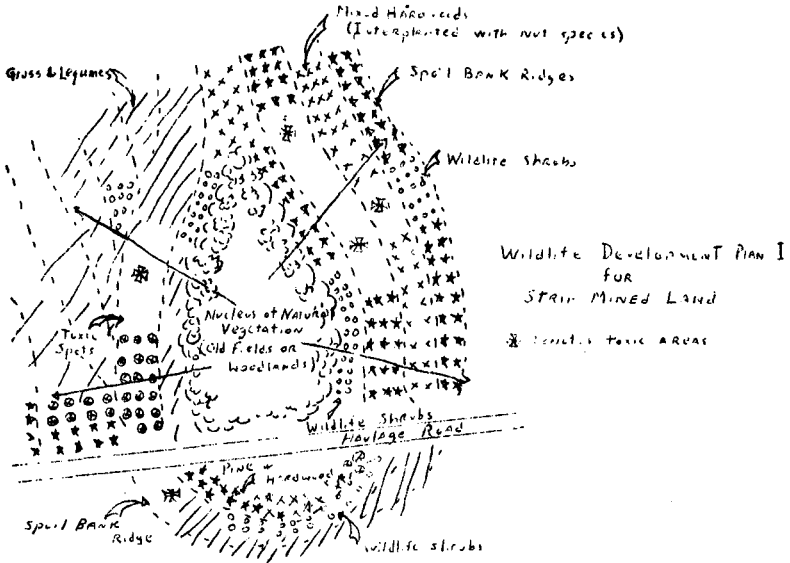 Mixed Hardwoods
(Interplanted with Nut species)
Grass & Legumes
Spoil BANK Ridges
Wildlife Shrubs
Wildlife Development Plan I
for
Strip Mined Land
denotes toxic areas
Nucleus of Natural
Vegetation
(Old Fields or
Woodlands)
Toxic
Spots
Wildlife Shrubs
Haulage Road
Pine +
Hardwood
Spoil BANK
Ridge
Wildlife Shrubs